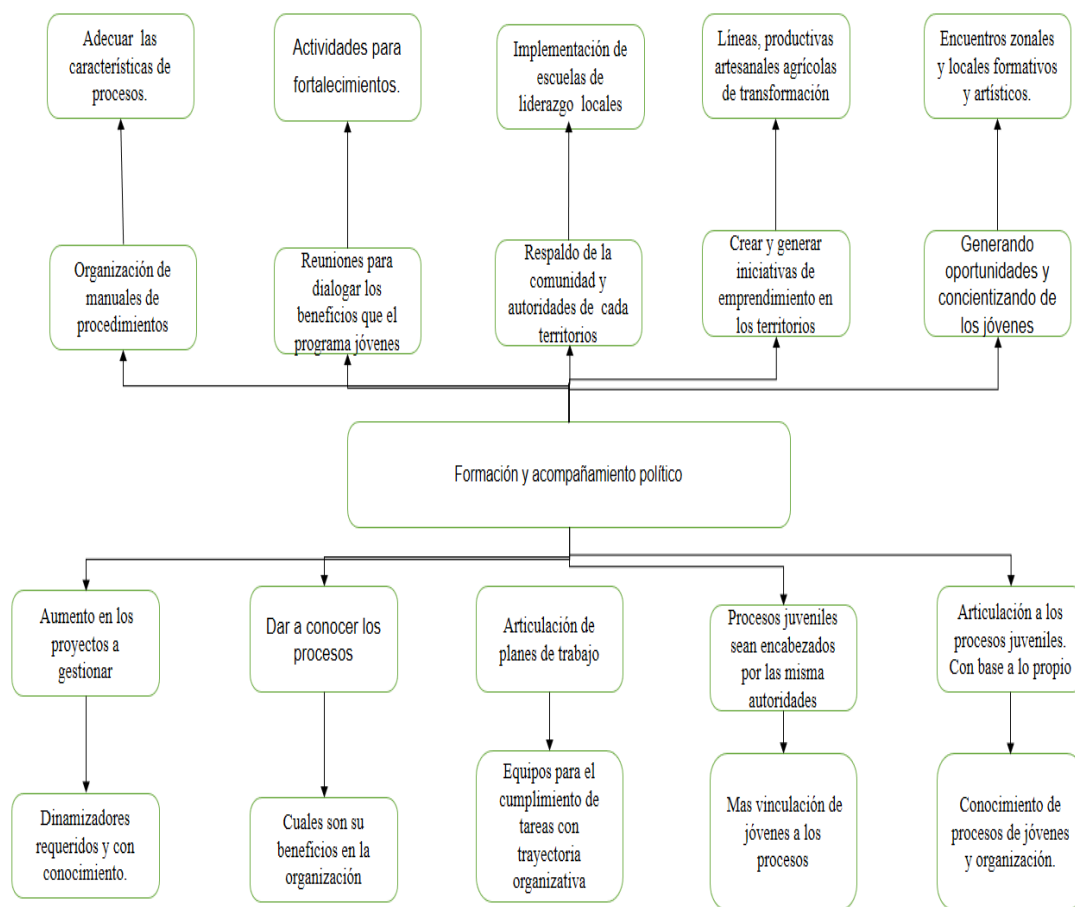 Adecuar las
características de
procesos.
Actividades para
fortalecimientos.
Implementación de
escuelas de
liderazgo locales
Líneas, productivas
artesanales agrícolas
de transformación
Encuentros zonales
y locales formativos
y artísticos.
Organización de
manuales de
procedimientos
Reuniones para
dialogar los
beneficios que el
programa jóvenes
Respaldo de la
comunidad y
autoridades de cada
territorios
Crear y generar
iniciativas de
emprendimiento en
los territorios
Generando
oportunidades y
concientizando de
los jóvenes
Formación y acompañamiento político
Aumento en los
proyectos a
gestionar
Dar a conocer los
procesos
Articulación de
planes de trabajo
Procesos juveniles
sean encabezados
por las misma
autoridades
Articulación a los
procesos juveniles.
Con base a lo propio
Dinamizadores
requeridos y con
conocimiento.
Cuales son su
beneficios en la
organización
Equipos para el
cumplimiento de
tareas con
trayectoria
organizativa
Mas vinculación de
jóvenes a los
procesos
Conocimiento de
procesos de jóvenes
y organización.